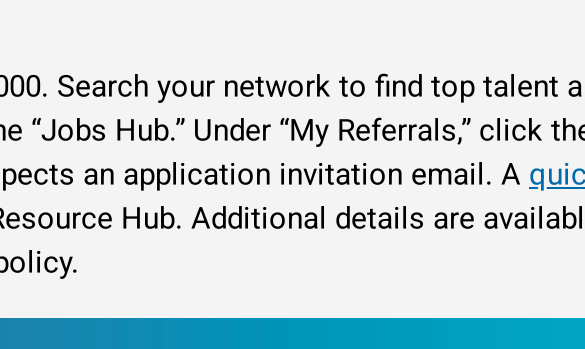 000. Search your network to find top talent a
he “Jobs Hub.” Under “My Referrals,” click the
pects an application invitation email. A quic
Resource Hub. Additional details are availabl
policy.